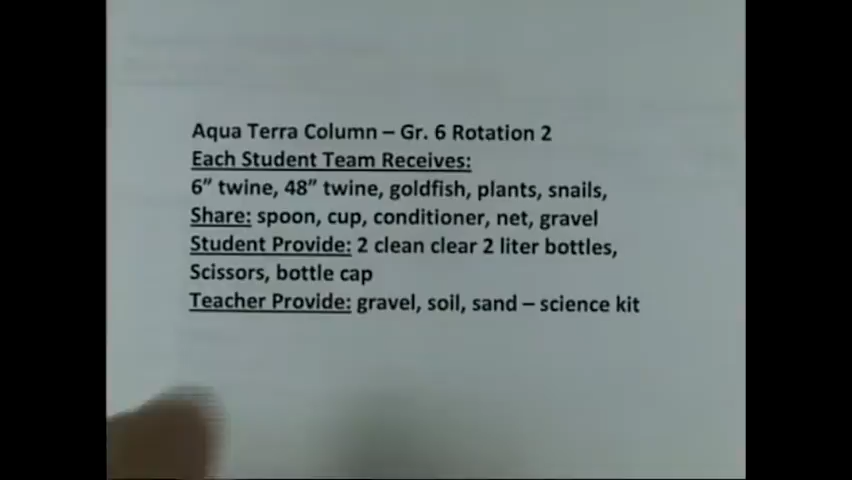 Aqua Terra Column – Gr. 6 Rotation 2
Each Student Team Receives:
6” twine, 48” twine, goldfish, plants, snails,
Share: spoon, cup, conditioner, net, gravel
Student Provide: 2 clean clear 2 liter bottles,
Scissors, bottle cap
Teacher Provide: gravel, soil, sand – science kit